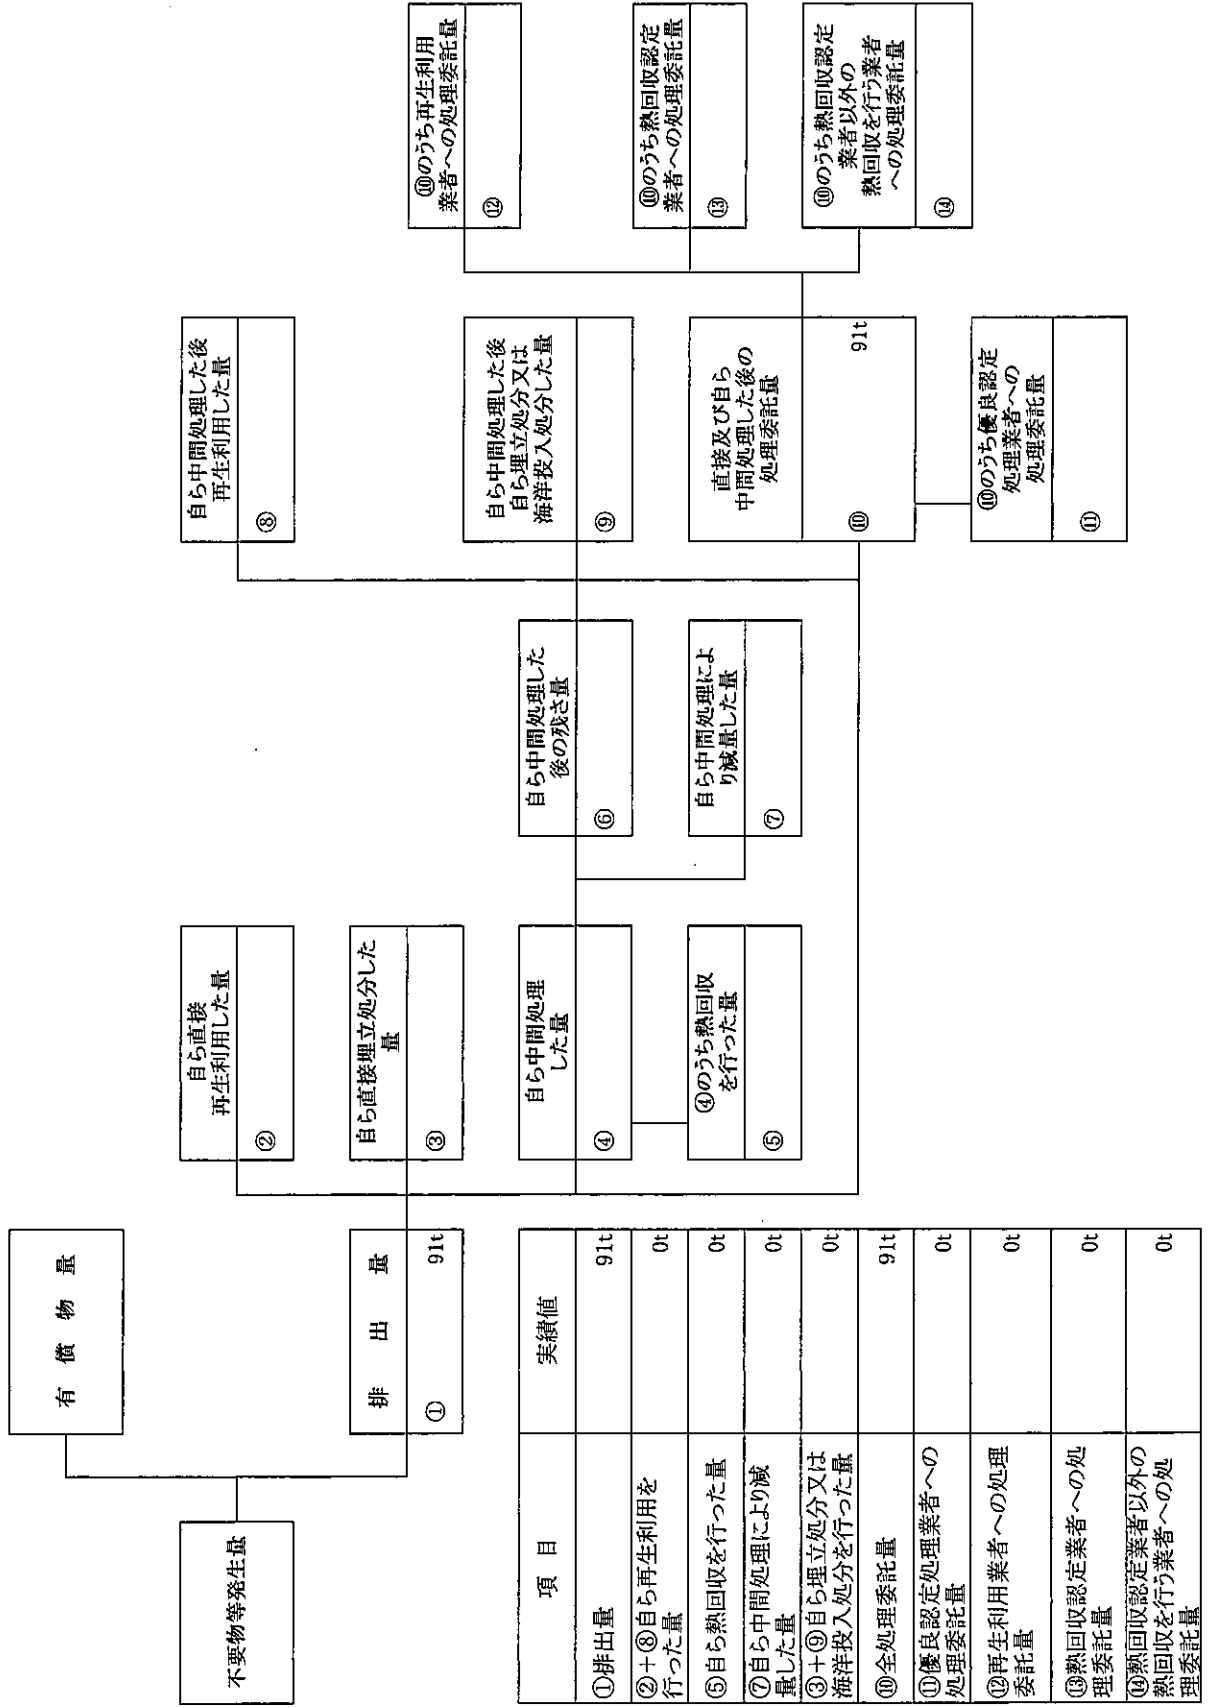 不要物等発生量
有 償 物 量
排 出 量
① 91t
自ら直接
再生利用した量
②
自ら直接埋立処分した
量
③
自ら中間処理
した量
④
④のうち熱回収
を行った量
⑤
自ら中間処理した
後の残さ量
⑥
自ら中間処理によ
り減量した量
⑦
自ら中間処理した後
再生利用した量
⑧
自ら中間処理した後
自ら埋立処分又は
海洋投入処分した量
⑨
直接及び自ら
中間処理した後の
処理委託量
⑩ 91t
⑩のうち優良認定
処理業者への
処理委託量
⑪
⑩のうち再生利用
業者への処理委託量
⑫
⑩のうち熱回収認定
業者への処理委託量
⑬
⑩のうち熱回収認定
業者以外の
熱回収を行う業者
への処理委託量
⑭
項 目 実績値
①排出量 91t
②+⑧自ら再生利用を
行った量 0t
⑤自ら熱回収を行った量 0t
⑦自ら中間処理により減
量した量 0t
③+⑨自ら埋立処分又は
海洋投入処分を行った量 0t
⑩全処理委託量 91t
⑪優良認定処理業者への
処理委託量 0t
⑫再生利用業者への処理
委託量 0t
⑬熱回収認定業者への処
理委託量 0t
⑭熱回収認定業者以外の
熱回収を行う業者への処
理委託量 0t